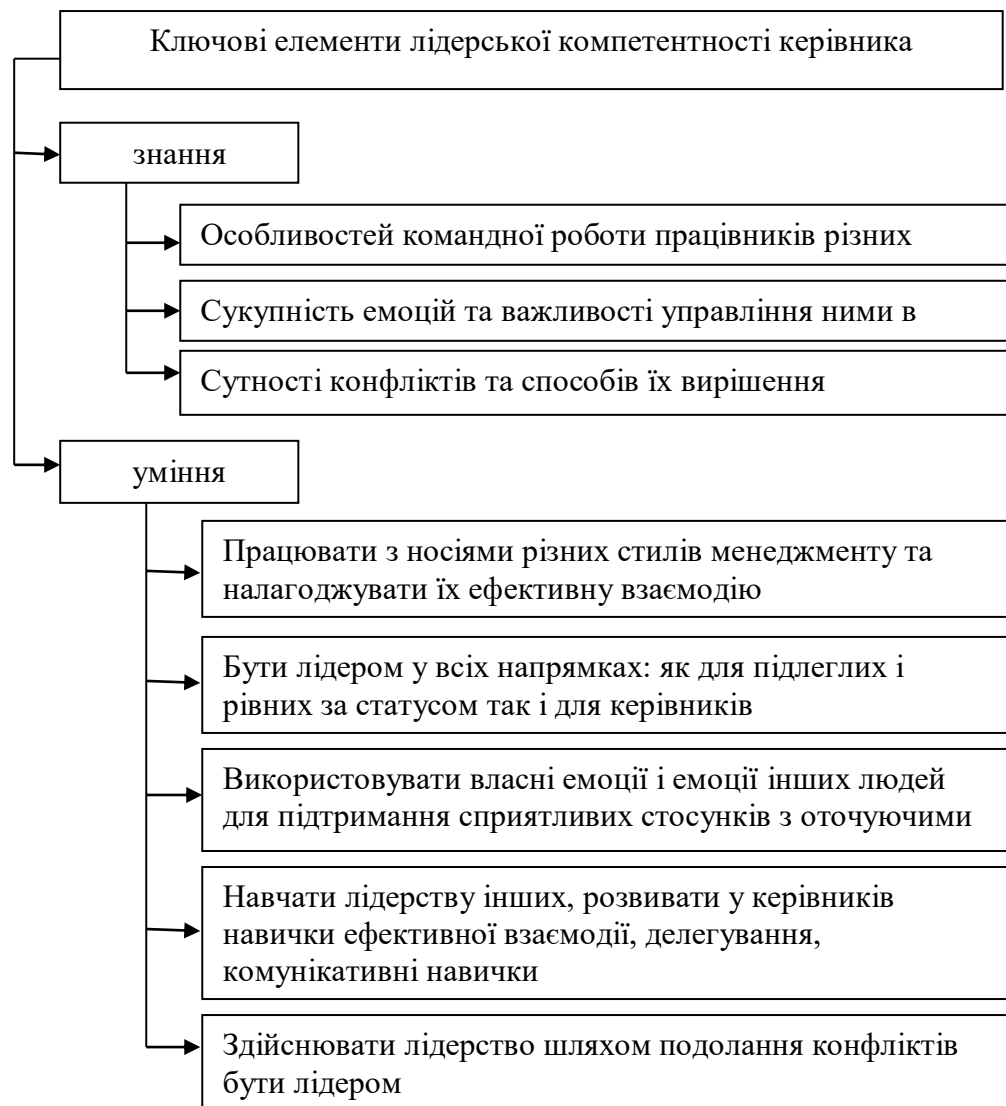 Ключові елементи лідерської компетентності керівника
знання
Особливостей командної роботи працівників різних
Сукупність емоцій та важливості управління ними в
Сутності конфліктів та способів їх вирішення
уміння
Працювати з носіями різних стилів менеджменту та
налагоджувати їх ефективну взаємодію
Бути лідером у всіх напрямках: як для підлеглих і
рівних за статусом так і для керівників
Використовувати власні емоції і емоції інших людей
для підтримання сприятливих стосунків з оточуючими
Навчати лідерству інших, розвивати у керівників
навички ефективної взаємодії, делегування,
комунікативні навички
Здійснювати лідерство шляхом подолання конфліктів
бути лідером